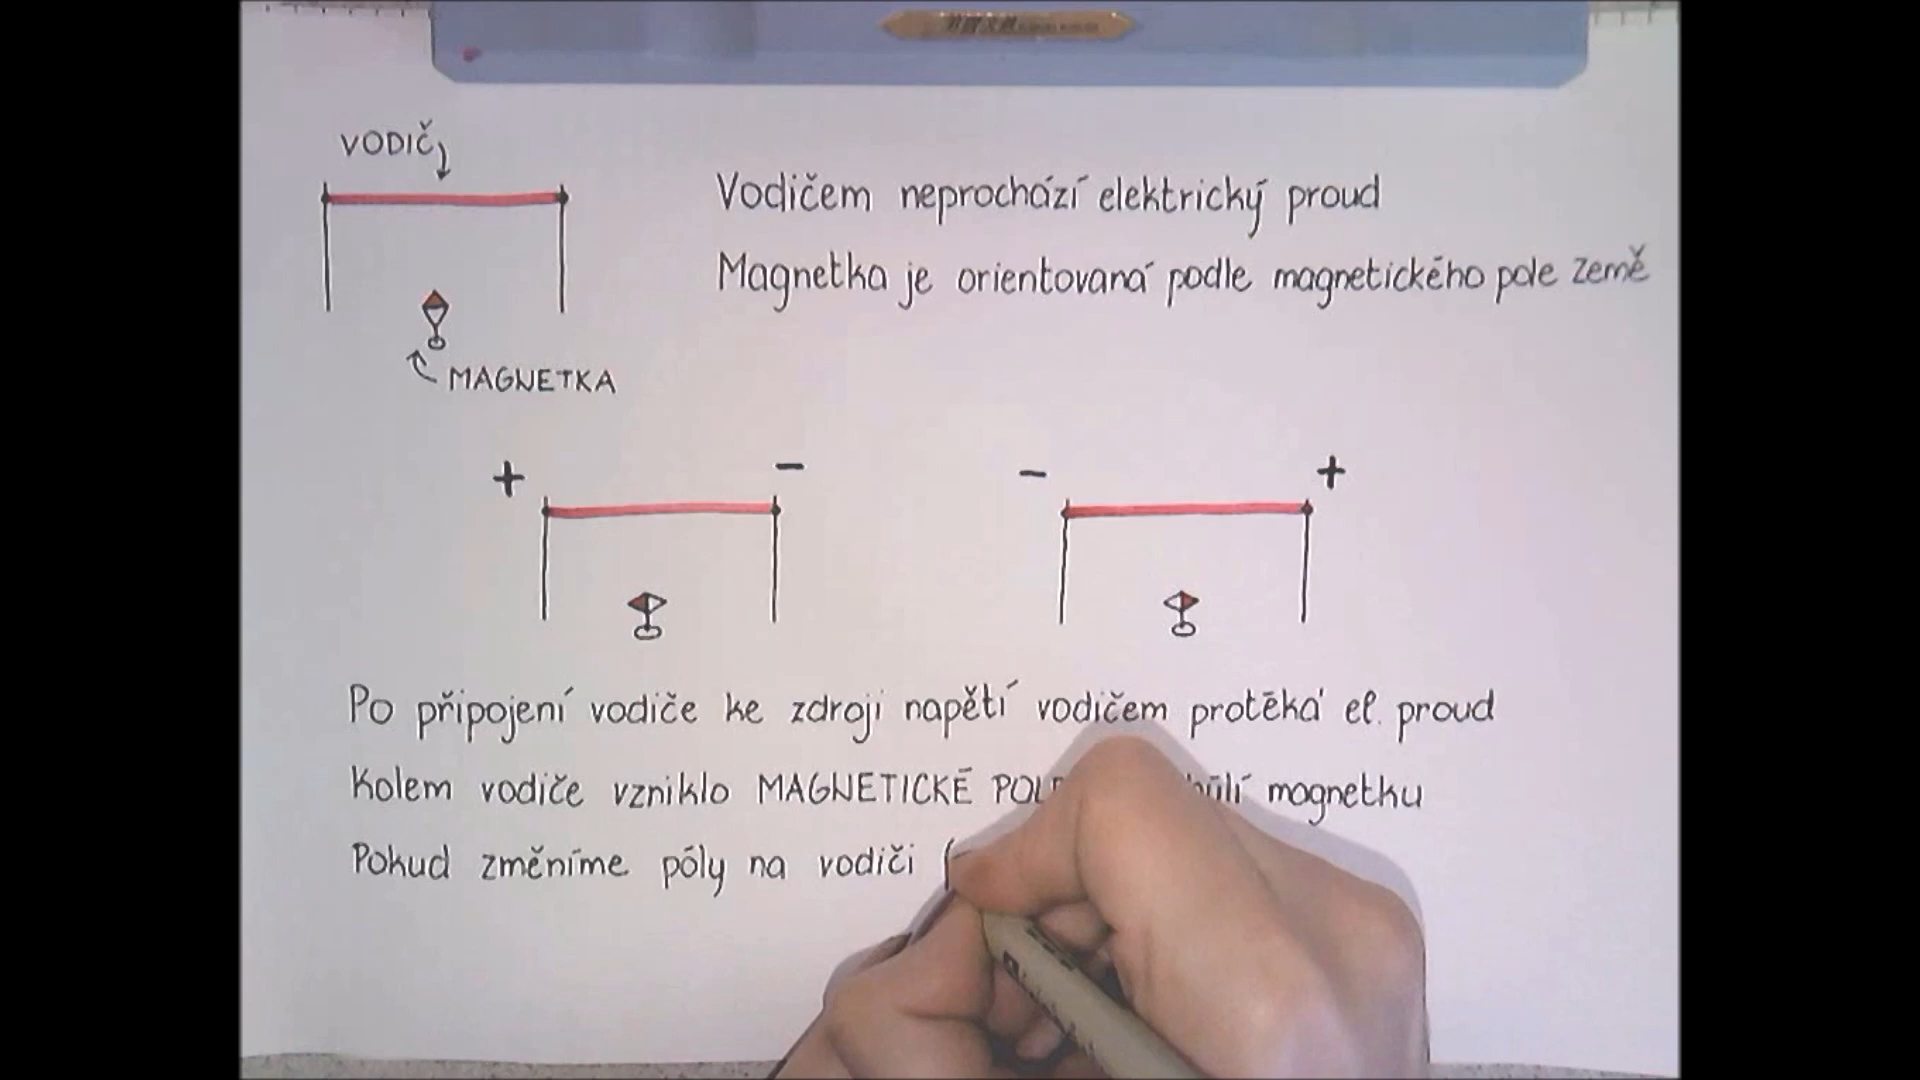 VODIČ
Vodičem neprochází elektrický proud
Magnetka je orientovaná podle magnetického pole Země
MAGNETKA
+ −
− +
Po připojení vodiče ke zdroji napětí vodičem protéká el. proud
Kolem vodiče vzniklo MAGNETICKÉ magnetku
Pokud změníme póly na vodiči (